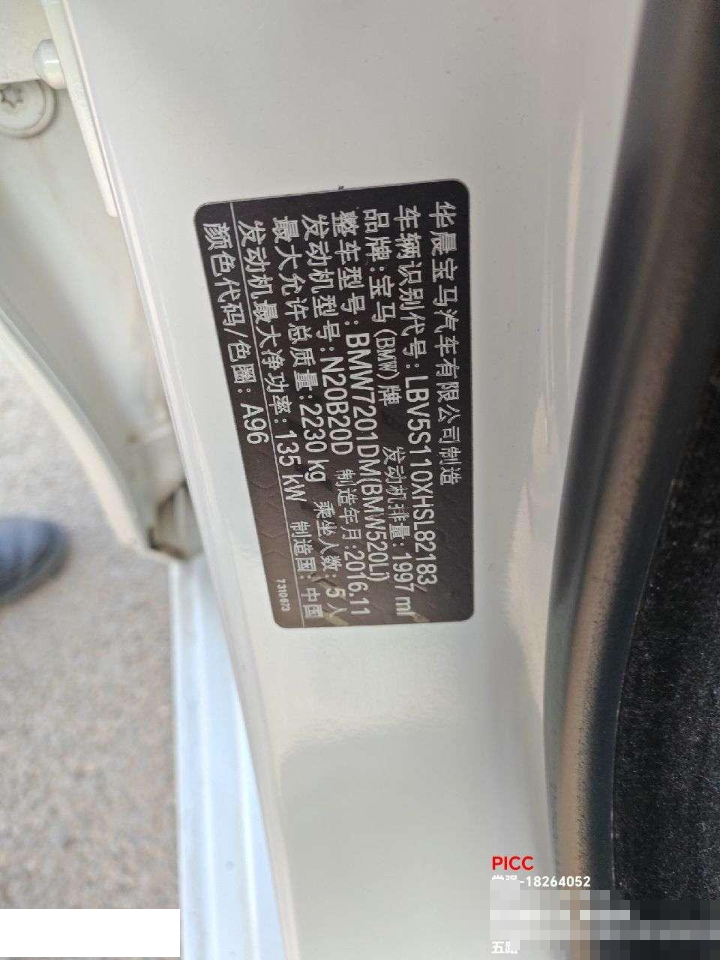 华晨宝马汽车有限公司制造
车辆识别代号: LBV5S110XHSL82183
品牌: 宝马(BMW)牌 发动机排量: 1997 ml
整车型号: BMW7201DM(BMW520Li)
发动机型号: N20B20D 制造年月: 2016.11
最大允许总质量: 2230 kg 乘坐人数: 5 人
发动机最大净功率: 135 kW 制造国: 中国
颜色代码/色圈: A96
7310673
PICC
-18264052